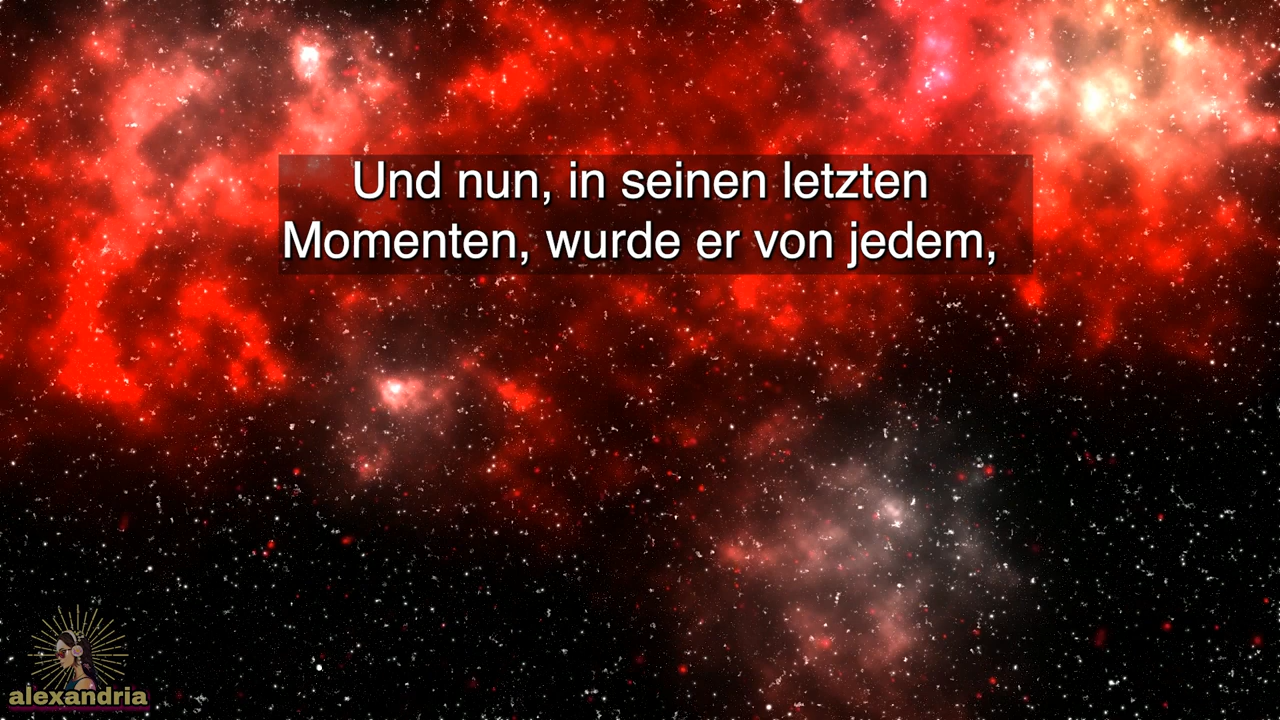 Und nun, in seinen letzten
Momenten, wurde er von jedem,
alexandria